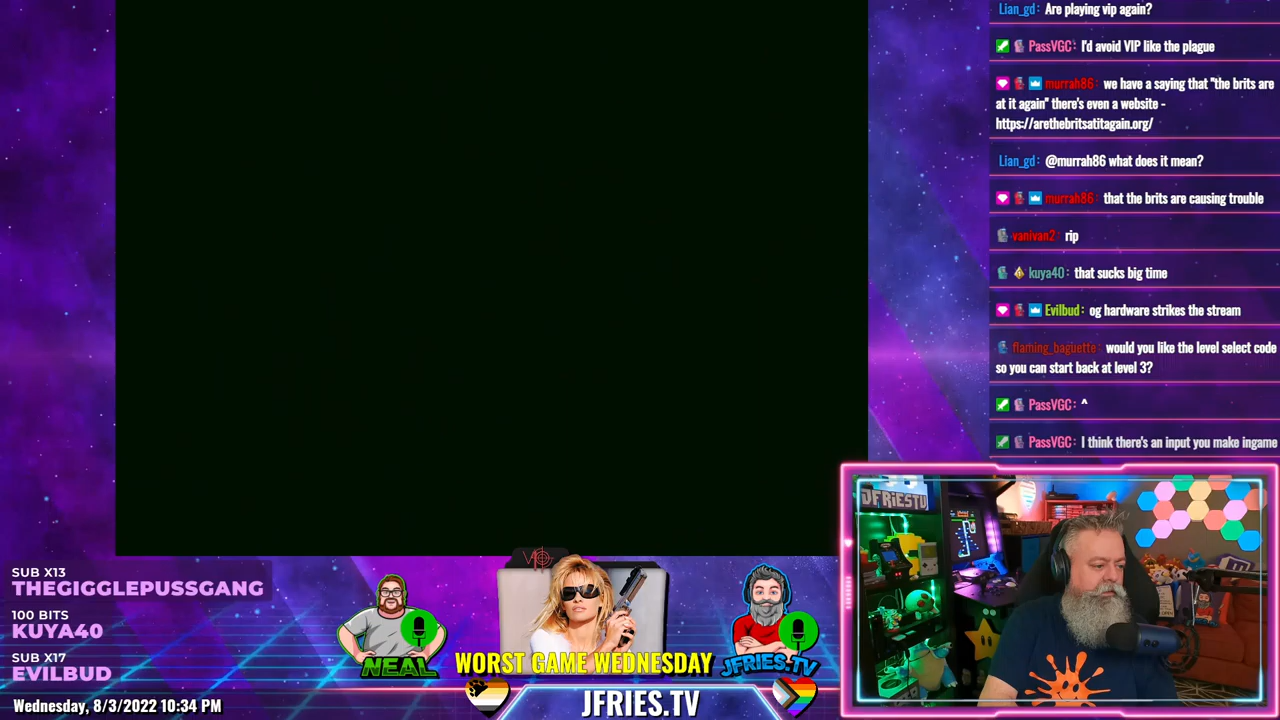 Lian_gd: Are playing vip again?
PassVGC: I'd avoid VIP like the plague
murrah86: we have a saying that "the brits are
at it again" there's even a website -
https://arethebritsatitagain.org/
Lian_gd: @murrah86 what does it mean?
murrah86: that the brits are causing trouble
vanivan2: rip
kuya40: that sucks big time
Evilbud: og hardware strikes the stream
flaming_baguette: would you like the level select code
so you can start back at level 3?
PassVGC: ^
PassVGC: I think there's an input you make ingame
JFRIESTV
SUB X13
THEGIGGLEPUSSGANG
100 BITS
KUYA40
SUB X17
EVILBUD
Wednesday, 8/3/2022 10:34 PM
VIP
NEAL
WORST GAME WEDNESDAY
JFRIES.TV
JFRIES.TV